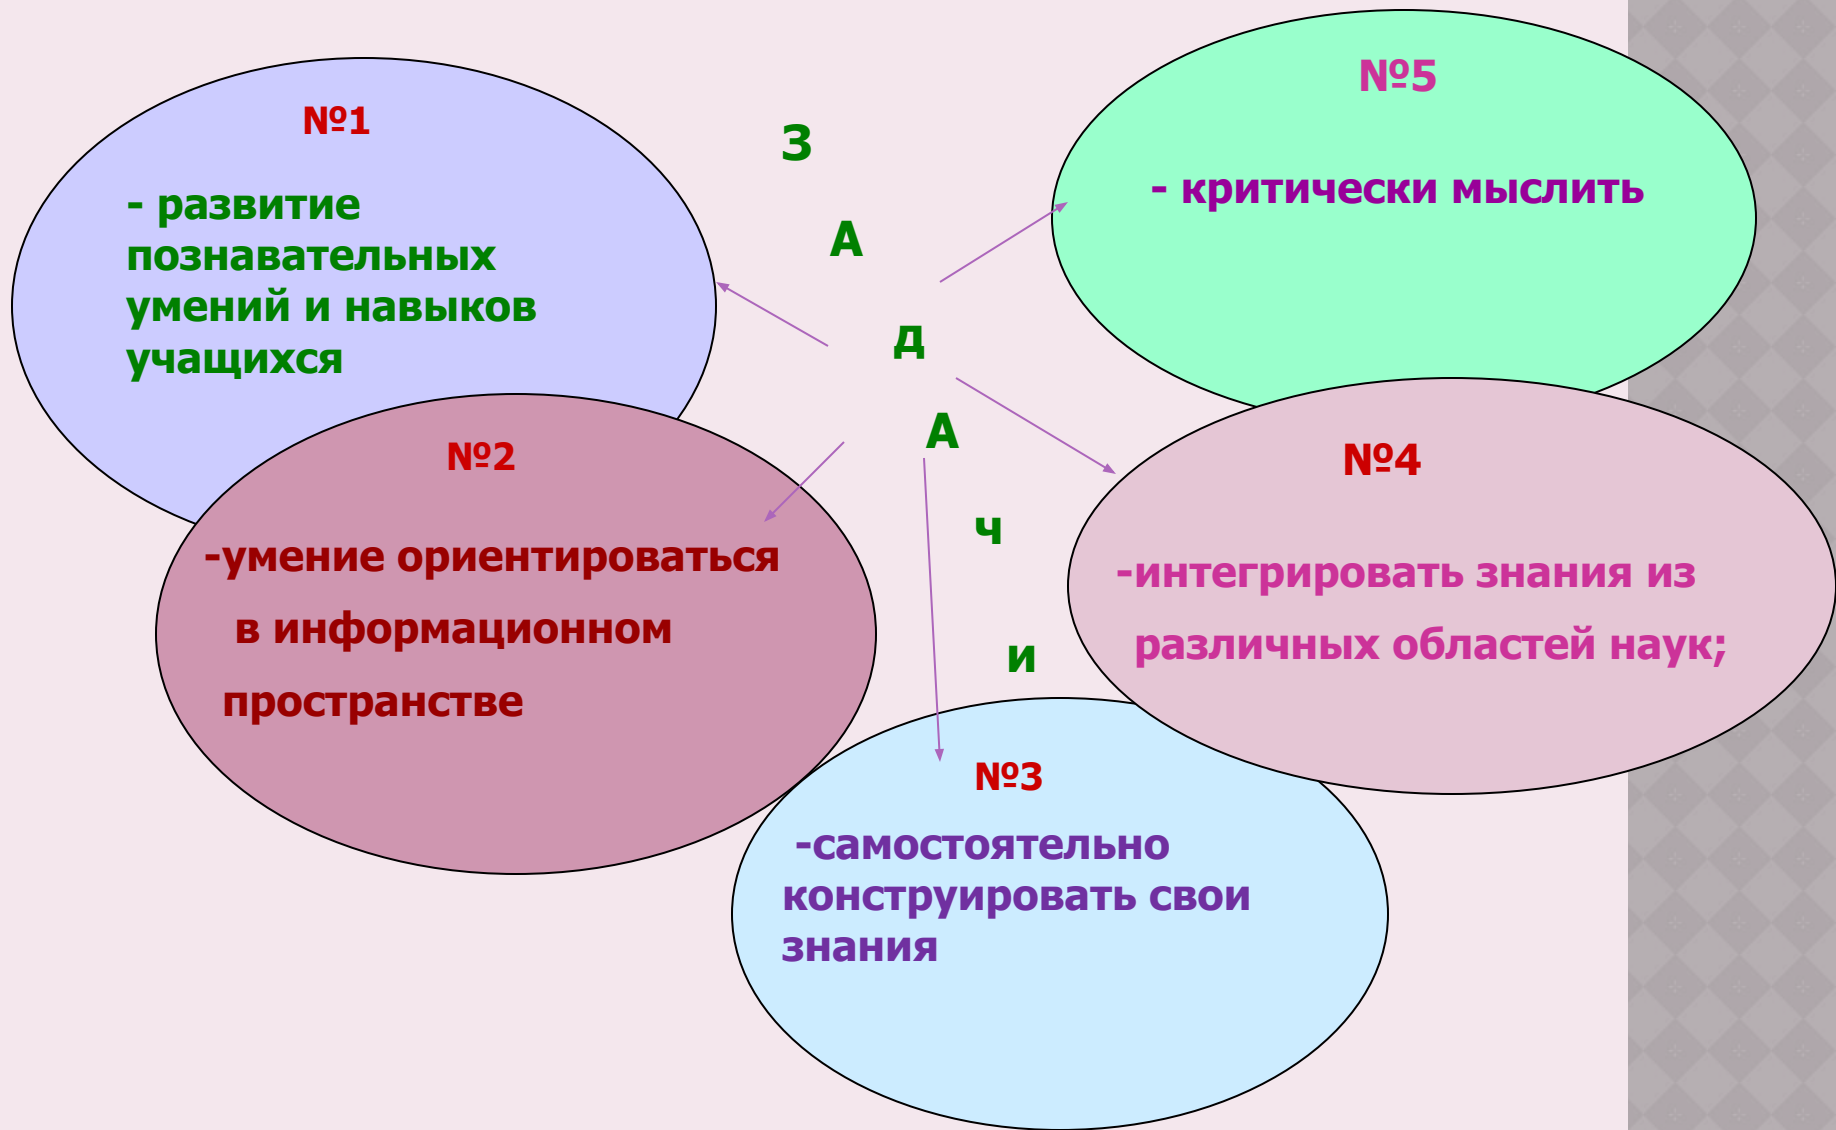 З
А
д
А
ч
и
№1
- развитие
познавательных
умений и навыков
учащихся
№2
-умение ориентироваться
в информационном
пространстве
№3
-самостоятельно
конструировать свои
знания
№4
-интегрировать знания из
различных областей наук;
№5
- критически мыслить